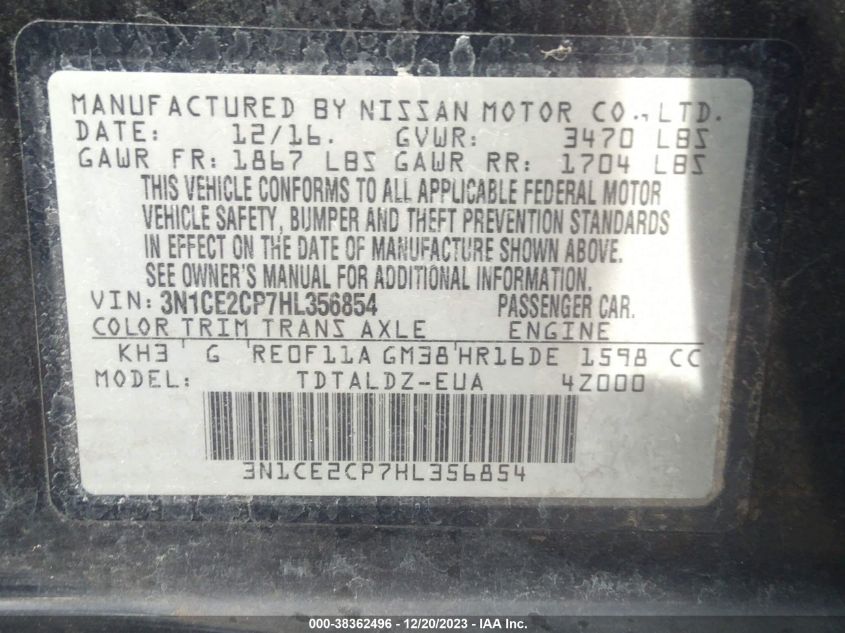 MANUFACTURED BY NISSAN MOTOR CO., LTD.
DATE: 12/16. GVWR: 3470 LBS
GAWR FR: 1867 LBS GAWR RR: 1704 LBS
THIS VEHICLE CONFORMS TO ALL APPLICABLE FEDERAL MOTOR
VEHICLE SAFETY, BUMPER AND THEFT PREVENTION STANDARDS
IN EFFECT ON THE DATE OF MANUFACTURE SHOWN ABOVE.
SEE OWNER'S MANUAL FOR ADDITIONAL INFORMATION.
VIN: 3N1CE2CP7HL356854 PASSENGER CAR.
COLOR TRIM TRANS AXLE ENGINE
KH3 G RE0F11A GM38 HR16DE 1598 CC
MODEL: TDTALDZ-EUA 4Z000
3N1CE2CP7HL356854
000-38362496 - 12/20/2023 - IAA Inc.